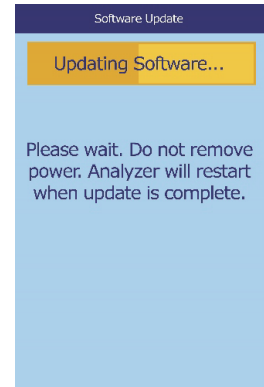 Software Update
Updating Software...
Please wait. Do not remove
power. Analyzer will restart
when update is complete.